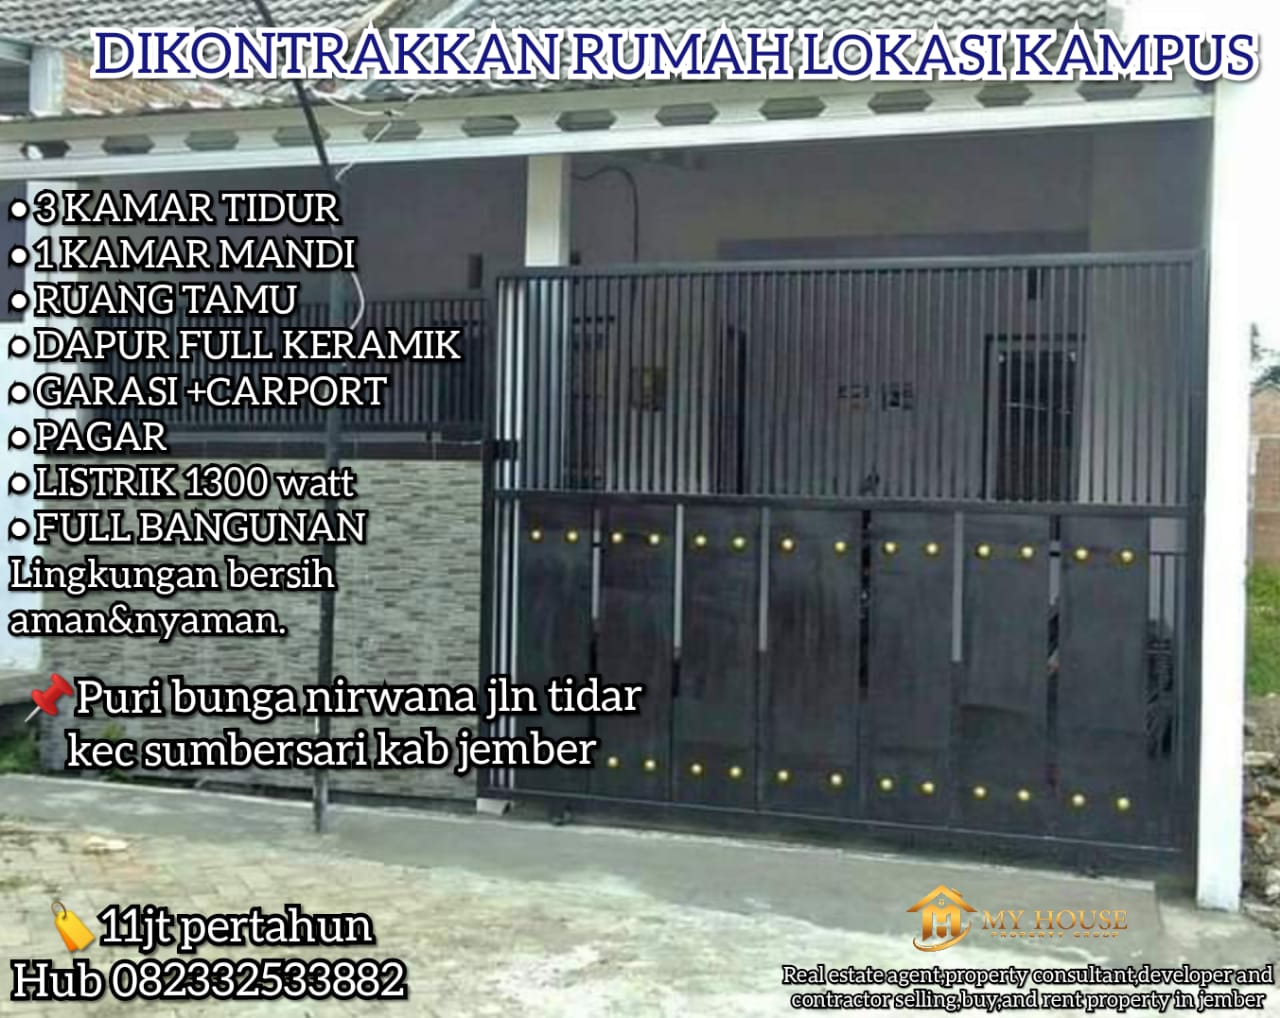 DIKONTRAKKAN RUMAH LOKASI KAMPUS
• 3 KAMAR TIDUR
• 1 KAMAR MANDI
• RUANG TAMU
• DAPUR FULL KERAMIK
• GARASI +CARPORT
• PAGAR
• LISTRIK 1300 watt
• FULL BANGUNAN
Lingkungan bersih
aman&nyaman.
📌Puri bunga nirwana jln tidar
kec sumbersari kab jember
🏷️11jt pertahun
Hub 082332533882
MY HOUSE
PROPERTY GROUP
Real estate agent,property consultant,developer and
contractor selling,buy,and rent property in jember